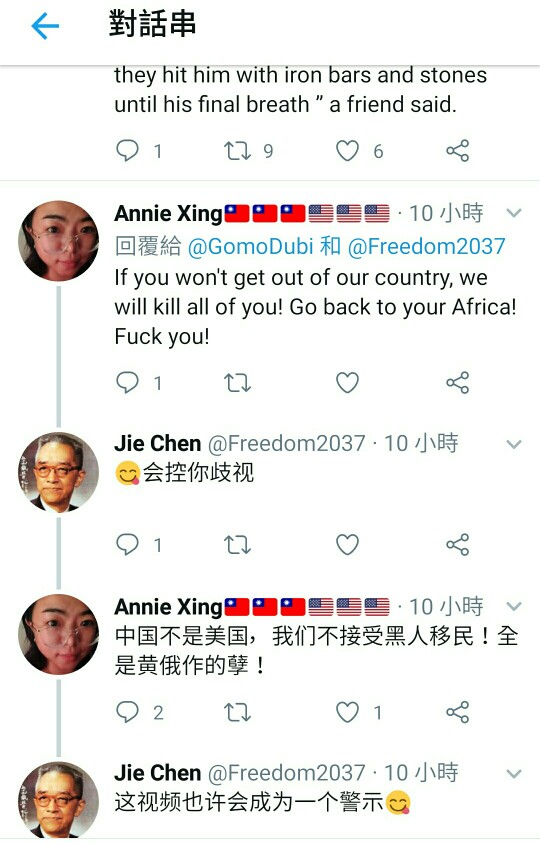 對話串
they hit him with iron bars and stones
until his final breath ” a friend said.
1 9 6
Annie Xing🇹🇼🇹🇼🇹🇼🇺🇸🇺🇸🇺🇸 · 10 小時
回覆給 @GomoDubi 和 @Freedom2037
If you won't get out of our country, we
will kill all of you! Go back to your Africa!
Fuck you!
1
Jie Chen @Freedom2037 · 10 小時
😋会控你歧视
1
Annie Xing🇹🇼🇹🇼🇹🇼🇺🇸🇺🇸🇺🇸 · 10 小時
中国不是美国，我们不接受黑人移民！全
是黄俄作的孽！
2 1
Jie Chen @Freedom2037 · 10 小時
这视频也许会成为一个警示😋